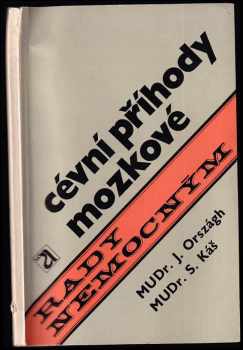 cévní příhody
mozkové
RADY
NEMOCNÝM
MUDr. J. Országh
MUDr. S. Káš